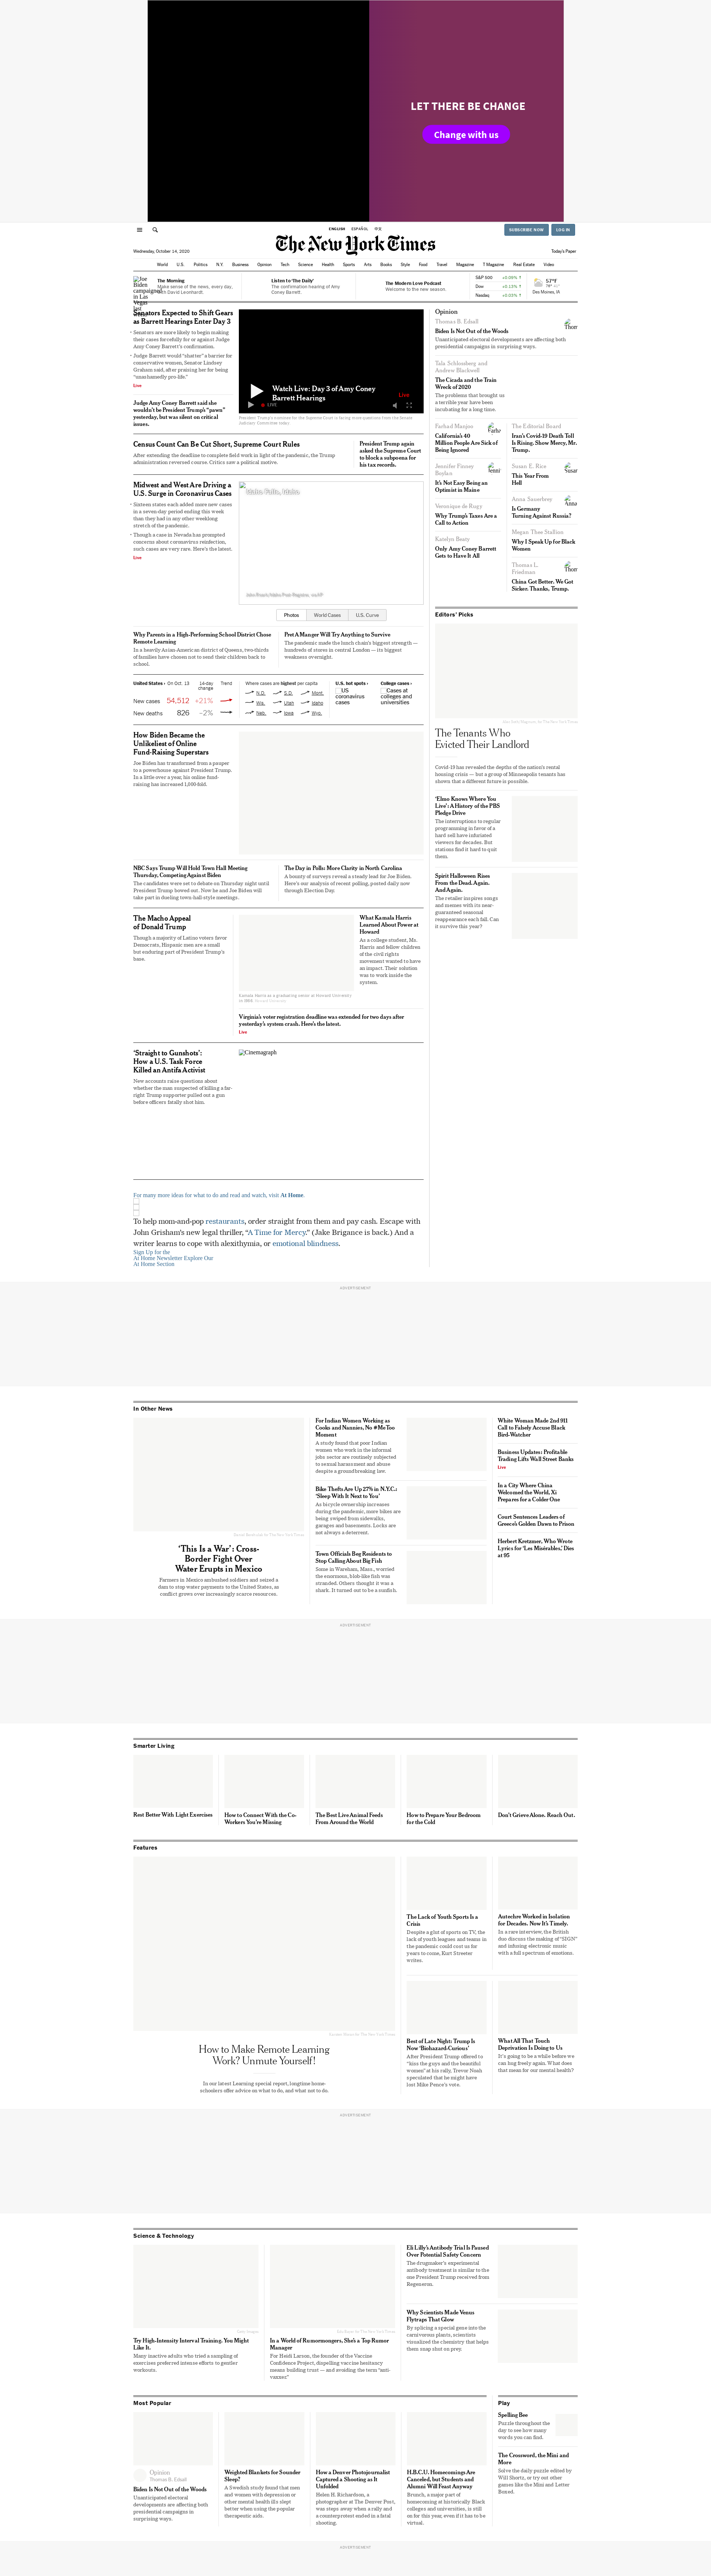 LET THERE BE CHANGE
Change with us
ENGLISH ESPAÑOL 中文
SUBSCRIBE NOW LOG IN
The New York Times
Wednesday, October 14, 2020
Today's Paper
World U.S. Politics N.Y. Business Opinion Tech Science Health Sports Arts Books Style Food Travel Magazine T Magazine Real Estate Video
The Morning
Make sense of the news, every day, with David Leonhardt.
Listen to 'The Daily'
The confirmation hearing of Amy Coney Barrett.
The Modern Love Podcast
Welcome to the new season.
S&P 500
Dow
Nasdaq
Des Moines, IA
Senators Expected to Shift Gears
as Barrett Hearings Enter Day 3
Senators are more likely to begin making
their cases forcefully for or against Judge
Amy Coney Barrett's confirmation.
Judge Barrett would "shatter" a barrier for
conservative women, Senator Lindsey
Graham said, after praising her for being
"unashamedly pro-life."
Live
Judge Amy Coney Barrett said she
wouldn't be President Trump's "pawn"
yesterday, but was silent on critical
issues.
Watch Live: Day 3 of Amy Coney
Barrett Hearings
Live
LIVE
Census Count Can Be Cut Short, Supreme Court Rules
After extending the deadline to complete field work in light of the pandemic, the Trump
administration reversed course. Critics saw a political motive.
President Trump again
asked the Supreme Court
to block a subpoena for
his tax records.
Midwest and West Are Driving a
U.S. Surge in Coronavirus Cases
Sixteen states each added more new cases
in a seven-day period ending this week
than they had in any other weeklong
stretch of the pandemic.
Though a case in Nevada has prompted
concerns about coronavirus reinfection,
such cases are very rare. Here's the latest.
Live
Idaho Falls, Idaho
Photos World Cases U.S. Curve
Why Parents in a High-Performing School District Chose
Remote Learning
In a heavily Asian-American district of Queens, two-thirds
of families have chosen not to send their children back to
school.
Pret A Manger Will Try Anything to Survive
The pandemic made the lunch chain's biggest strength —
hundreds of stores in central London — its biggest
weakness overnight.
United States › On Oct. 13 14-day change Trend
New cases 54,512 +21%
New deaths 826 –2%
Where cases are highest per capita
N.D. S.D. Mont.
Wis. Utah Idaho
Neb. Iowa Wyo.
U.S. hot spots ›
US coronavirus cases
College cases ›
Cases at colleges and universities
How Biden Became the
Unlikeliest of Online
Fund-Raising Superstars
Joe Biden has transformed from a pauper
to a powerhouse against President Trump.
In a little over a year, his online fund-
raising has increased 1,000-fold.
NBC Says Trump Will Hold Town Hall Meeting
Thursday, Competing Against Biden
The candidates were set to debate on Thursday night until
President Trump bowed out. Now he and Joe Biden will
take part in dueling town-hall-style meetings.
The Day in Polls: More Clarity in North Carolina
A bounty of surveys reveal a steady lead for Joe Biden.
Here's our analysis of recent polling, posted daily now
through Election Day.
The Macho Appeal
of Donald Trump
Though a majority of Latino voters favor
Democrats, Hispanic men are a small
but enduring part of President Trump's
base.
Kamala Harris as a graduating senior at Howard University
in 1986.
What Kamala Harris
Learned About Power at
Howard
As a college student, Ms.
Harris and fellow children
of the civil rights
movement wanted to have
an impact. Their solution
was to work inside the
system.
Virginia's voter registration deadline was extended for two days after
yesterday's system crash. Here's the latest.
Live
'Straight to Gunshots':
How a U.S. Task Force
Killed an Antifa Activist
New accounts raise questions about
whether the man suspected of killing a far-
right Trump supporter pulled out a gun
before officers fatally shot him.
Cinemagraph
For many more ideas for what to do and read and watch, visit At Home.
To help mom-and-pop restaurants, order straight from them and pay cash. Escape with
John Grisham's new legal thriller, "A Time for Mercy." (Jake Brigance is back.) And a
writer learns to cope with alexithymia, or emotional blindness.
Sign Up for the
At Home Newsletter Explore Our
At Home Section
Opinion
Thomas B. Edsall
Biden Is Not Out of the Woods
Unanticipated electoral developments are affecting both
presidential campaigns in surprising ways.
Tala Schlossberg and
Andrew Blackwell
The Cicada and the Train
Wreck of 2020
The problems that brought us
a terrible year have been
incubating for a long time.
Farhad Manjoo
California's 40
Million People Are Sick of
Being Ignored
Jennifer Finney
Boylan
It's Not Easy Being an
Optimist in Maine
Veronique de Rugy
Why Trump's Taxes Are a
Call to Action
Katelyn Beaty
Only Amy Coney Barrett
Gets to Have It All
The Editorial Board
Iran's Covid-19 Death Toll
Is Rising. Show Mercy, Mr.
Trump.
Susan E. Rice
This Year From
Hell
Anna Sauerbrey
Is Germany
Turning Against Russia?
Megan Thee Stallion
Why I Speak Up for Black
Women
Thomas L.
Friedman
China Got Better. We Got
Sicker. Thanks, Trump.
Editors' Picks
The Tenants Who
Evicted Their Landlord
Covid-19 has revealed the depths of the nation's rental
housing crisis — but a group of Minneapolis tenants has
shown that a different future is possible.
'Elmo Knows Where You
Live': A History of the PBS
Pledge Drive
The interruptions to regular
programming in favor of a
hard sell have infuriated
viewers for decades. But
stations find it hard to quit
them.
Spirit Halloween Rises
From the Dead. Again.
And Again.
The retailer inspires songs
and memes with its near-
guaranteed seasonal
reappearance each fall. Can
it survive this year?
ADVERTISEMENT
In Other News
'This Is a War': Cross-
Border Fight Over
Water Erupts in Mexico
Farmers in Mexico ambushed soldiers and seized a
dam to stop water payments to the United States, as
conflict grows over increasingly scarce resources.
For Indian Women Working as
Cooks and Nannies, No #MeToo
Moment
A study found that poor Indian
women who work in the informal
jobs sector are routinely subjected
to sexual harassment and abuse
despite a groundbreaking law.
Bike Thefts Are Up 27% in N.Y.C.:
'Sleep With It Next to You'
As bicycle ownership increases
during the pandemic, more bikes are
being swiped from sidewalks,
garages and basements. Locks are
not always a deterrent.
Town Officials Beg Residents to
Stop Calling About Big Fish
Some in Wareham, Mass., worried
the enormous, blob-like fish was
stranded. Others thought it was a
shark. It turned out to be a sunfish.
White Woman Made 2nd 911
Call to Falsely Accuse Black
Bird-Watcher
Business Updates: Profitable
Trading Lifts Wall Street Banks
Live
In a City Where China
Welcomed the World, Xi
Prepares for a Colder One
Court Sentences Leaders of
Greece's Golden Dawn to Prison
Herbert Kretzmer, Who Wrote
Lyrics for 'Les Misérables,' Dies
at 95
ADVERTISEMENT
Smarter Living
Rest Better With Light Exercises
How to Connect With the Co-
Workers You're Missing
The Best Live Animal Feeds
From Around the World
How to Prepare Your Bedroom
for the Cold
Don't Grieve Alone. Reach Out.
Features
How to Make Remote Learning
Work? Unmute Yourself!
In our latest Learning special report, longtime home-
schoolers offer advice on what to do, and what not to do.
The Lack of Youth Sports Is a
Crisis
Despite a glut of sports on TV, the
lack of youth leagues and teams in
the pandemic could cost us for
years to come, Kurt Streeter
writes.
Autechre Worked in Isolation
for Decades. Now It's Timely.
In a rare interview, the British
duo discuss the making of "SIGN"
and infusing electronic music
with a full spectrum of emotions.
Best of Late Night: Trump Is
Now 'Biohazard-Curious'
After President Trump offered to
"kiss the guys and the beautiful
women" at his rally, Trevor Noah
speculated that he might have
lost Mike Pence's vote.
What All That Touch
Deprivation Is Doing to Us
It's going to be a while before we
can hug freely again. What does
that mean for our mental health?
ADVERTISEMENT
Science & Technology
Try High-Intensity Interval Training. You Might
Like It.
Many inactive adults who tried a sampling of
exercises preferred intense efforts to gentler
workouts.
In a World of Rumormongers, She's a Top Rumor
Manager
For Heidi Larson, the founder of the Vaccine
Confidence Project, dispelling vaccine hesitancy
means building trust — and avoiding the term "anti-
vaxxer"
Eli Lilly's Antibody Trial Is Paused
Over Potential Safety Concern
The drugmaker's experimental
antibody treatment is similar to the
one President Trump received from
Regeneron.
Why Scientists Made Venus
Flytraps That Glow
By splicing a special gene into the
carnivorous plants, scientists
visualized the chemistry that helps
them snap shut on prey.
Most Popular
Opinion
Thomas B. Edsall
Biden Is Not Out of the Woods
Unanticipated electoral
developments are affecting both
presidential campaigns in
surprising ways.
Weighted Blankets for Sounder
Sleep?
A Swedish study found that men
and women with depression or
other mental health ills slept
better when using the popular
therapeutic aids.
How a Denver Photojournalist
Captured a Shooting as It
Unfolded
Helen H. Richardson, a
photographer at The Denver Post,
was steps away when a rally and
a counterprotest ended in a fatal
shooting.
H.B.C.U. Homecomings Are
Canceled, but Students and
Alumni Will Feast Anyway
Brunch, a major part of
homecoming at historically Black
colleges and universities, is still
on for this year, even if it has to be
virtual.
Play
Spelling Bee
Puzzle throughout the
day to see how many
words you can find.
The Crossword, the Mini and
More
Solve the daily puzzle edited by
Will Shortz, or try out other
games like the Mini and Letter
Boxed.
ADVERTISEMENT